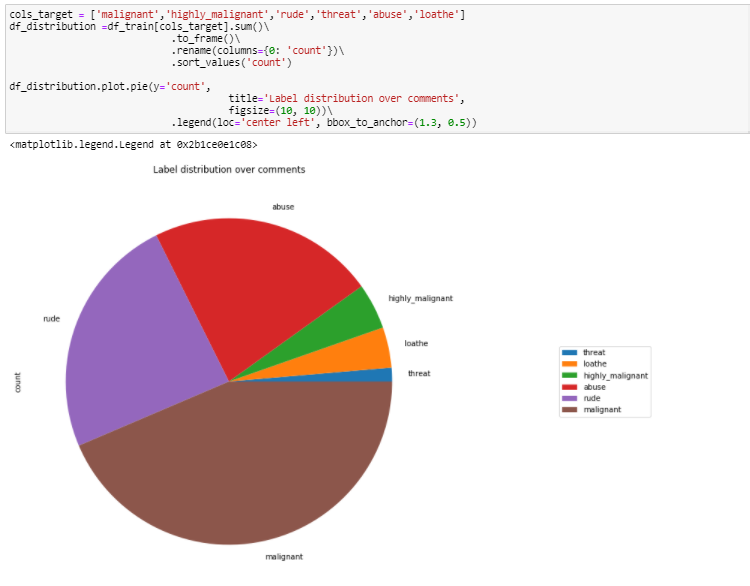 cols_target = ['malignant','highly_malignant','rude','threat','abuse','loathe']
df_distribution =df_train[cols_target].sum()\
.to_frame()\
.rename(columns={0: 'count'})\
.sort_values('count')
df_distribution.plot.pie(y='count',
title='Label distribution over comments',
figsize=(10, 10))\
.legend(loc='center left', bbox_to_anchor=(1.3, 0.5))
<matplotlib.legend.Legend at 0x2b1ce0e1c08>
Label distribution over comments
abuse
highly_malignant
rude
loathe
threat
count
malignant
threat
loathe
highly_malignant
abuse
rude
malignant